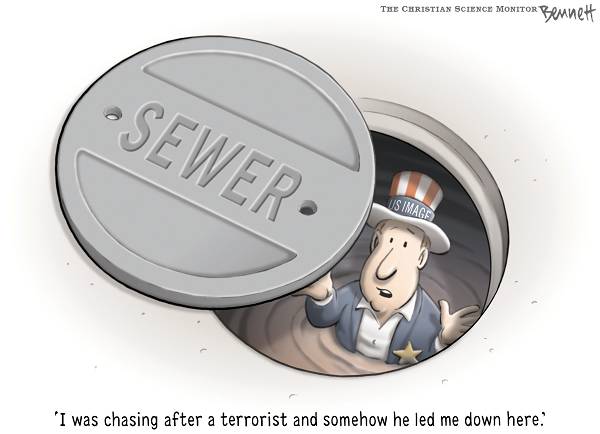 THE CHRISTIAN SCIENCE MONITOR Bennett
SEWER
US IMAGE
'I was chasing after a terrorist and somehow he led me down here.'